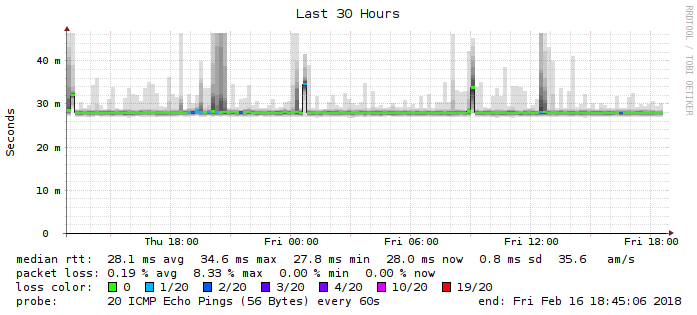 Last 30 Hours
RRDTOOL / TOBI OETIKER
Seconds
40 m
30 m
20 m
10 m
0
Thu 18:00 Fri 00:00 Fri 06:00 Fri 12:00 Fri 18:00
median rtt: 28.1 ms avg 34.6 ms max 27.8 ms min 28.0 ms now 0.8 ms sd 35.6 am/s
packet loss: 0.19 % avg 8.33 % max 0.00 % min 0.00 % now
loss color: 0 1/20 2/20 3/20 4/20 10/20 19/20
probe: 20 ICMP Echo Pings (56 Bytes) every 60s end: Fri Feb 16 18:45:06 2018